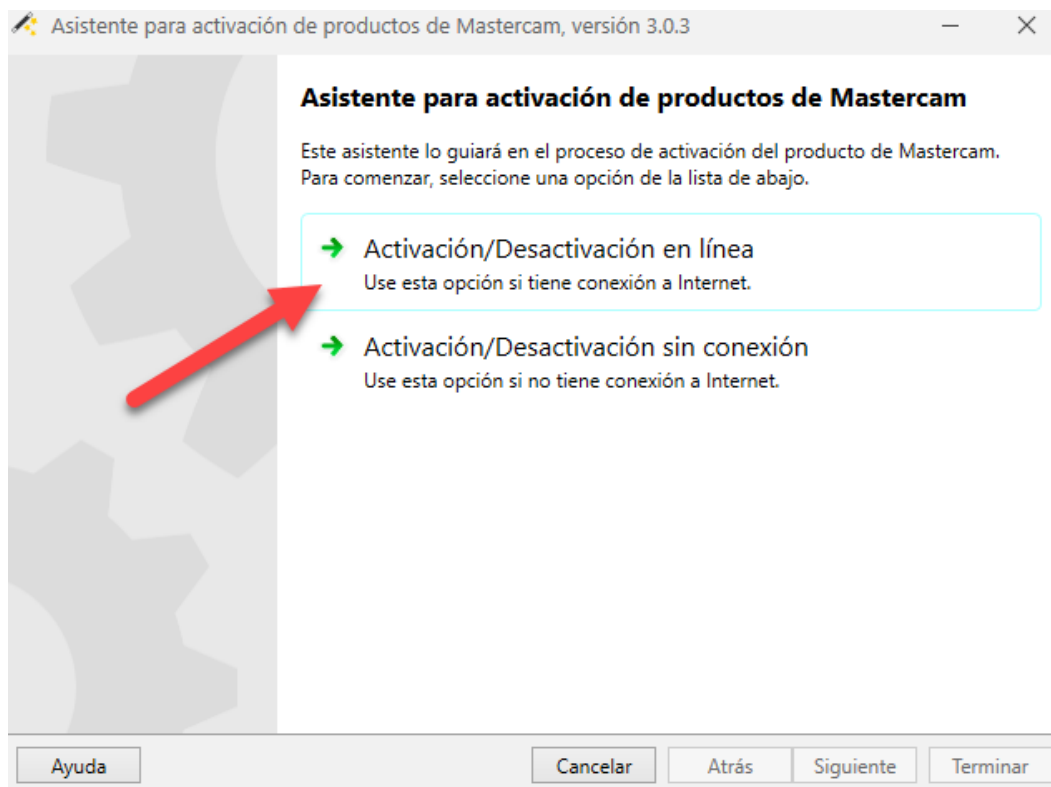 Asistente para activación de productos de Mastercam, versión 3.0.3
Asistente para activación de productos de Mastercam
Este asistente lo guiará en el proceso de activación del producto de Mastercam.
Para comenzar, seleccione una opción de la lista de abajo.
Activación/Desactivación en línea
Use esta opción si tiene conexión a Internet.
Activación/Desactivación sin conexión
Use esta opción si no tiene conexión a Internet.
Ayuda Cancelar Atrás Siguiente Terminar